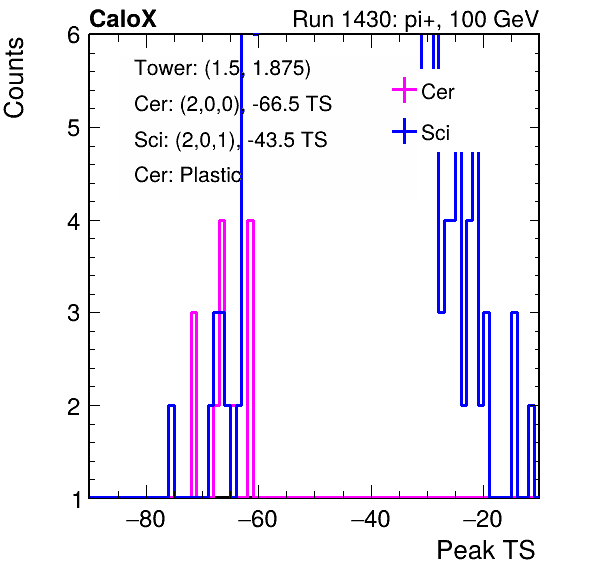 CaloX
Run 1430: pi+, 100 GeV
Counts
6
5
4
3
2
1
Tower: (1.5, 1.875)
Cer: (2,0,0), -66.5 TS
Sci: (2,0,1), -43.5 TS
Cer: Plastic
Cer
Sci
−80
−60
−40
−20
Peak TS